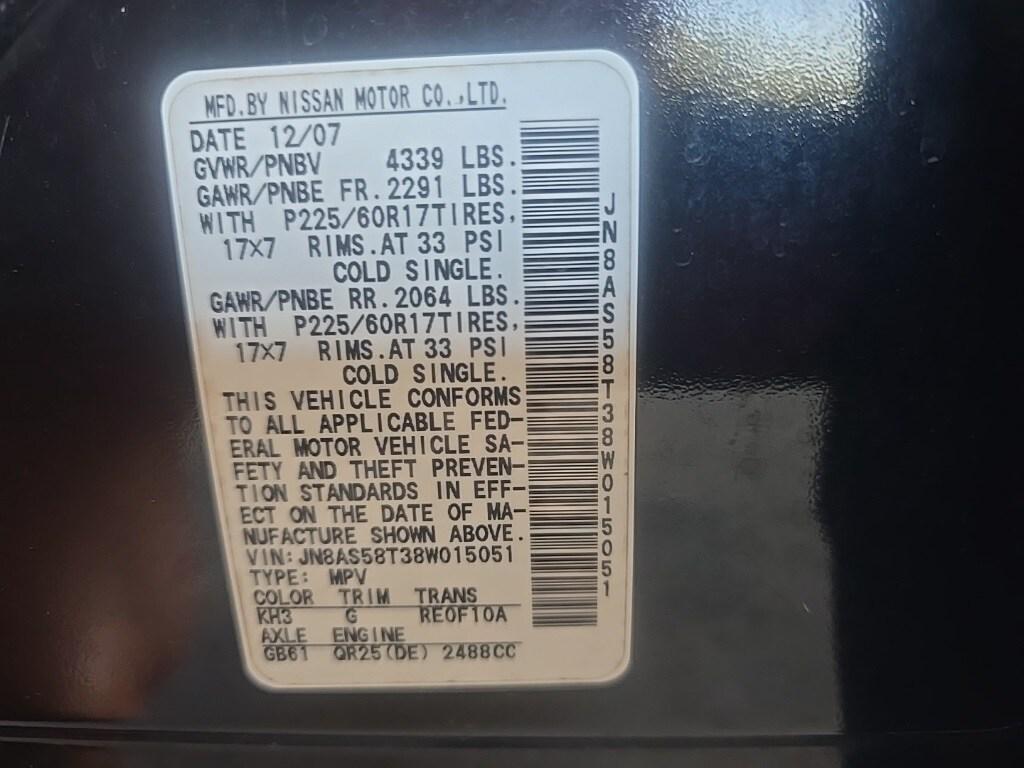 MFD.BY NISSAN MOTOR CO.,LTD.
DATE 12/07
GVWR/PNBV 4339 LBS.
GAWR/PNBE FR.2291 LBS.
WITH P225/60R17TIRES,
17X7 RIMS.AT 33 PSI
COLD SINGLE.
GAWR/PNBE RR.2064 LBS.
WITH P225/60R17TIRES,
17X7 RIMS.AT 33 PSI
COLD SINGLE.
THIS VEHICLE CONFORMS
TO ALL APPLICABLE FED-
ERAL MOTOR VEHICLE SA-
FETY AND THEFT PREVEN-
TION STANDARDS IN EFF-
ECT ON THE DATE OF MA-
NUFACTURE SHOWN ABOVE.
VIN:JN8AS58T38W015051
TYPE: MPV
COLOR TRIM TRANS
KH3 G RE0F10A
AXLE ENGINE
GB61 QR25(DE) 2488CC
JN8AS58T38W015051